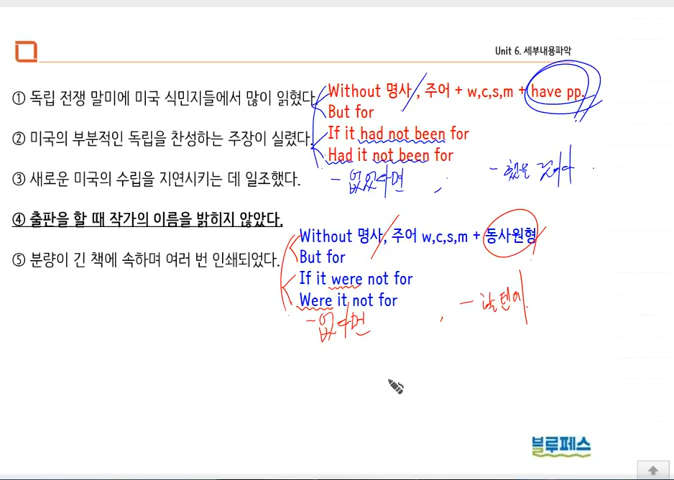 Unit 6. 세부내용파악
① 독립 전쟁 말미에 미국 식민지들에서 많이 읽혔다.
② 미국의 부분적인 독립을 찬성하는 주장이 실렸다.
③ 새로운 미국의 수립을 지연시키는 데 일조했다.
④ 출판을 할 때 작가의 이름을 밝히지 않았다.
⑤ 분량이 긴 책에 속하며 여러 번 인쇄되었다.
Without 명사, 주어 + w,c,s,m + have pp.
But for
If it had not been for
Had it not been for
- 없었다면, - 했을 것이다.
Without 명사, 주어 w,c,s,m + 동사원형
But for
If it were not for
Were it not for
- 없다면, - 할텐데
블루페스